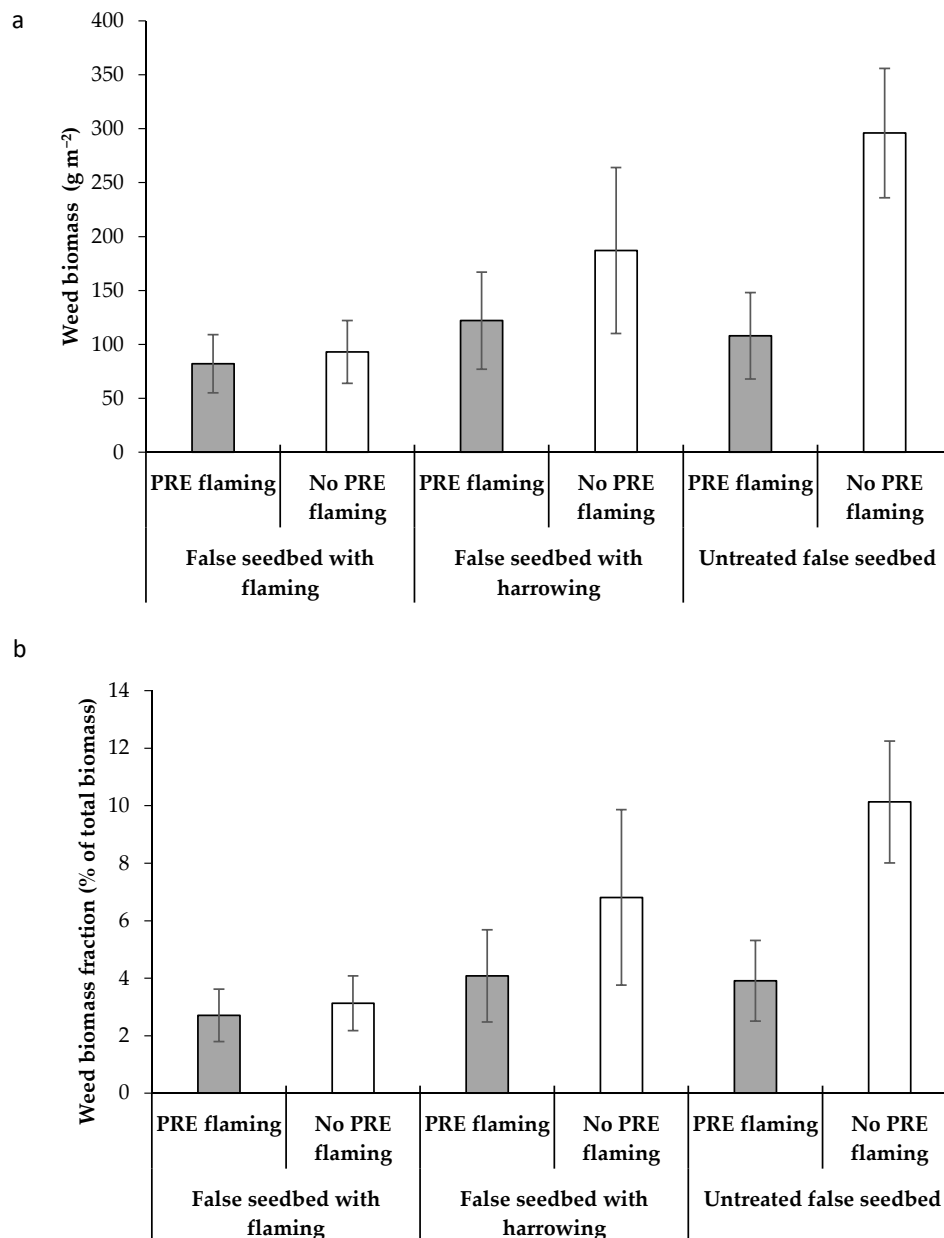 a
400
350
300
250
200
150
100
50
0
Weed biomass (g m⁻²)
PRE flaming
No PRE
flaming
PRE flaming
No PRE
flaming
PRE flaming
No PRE
flaming
False seedbed with
flaming
False seedbed with
harrowing
Untreated false seedbed
b
14
12
10
8
6
4
2
0
Weed biomass fraction (% of total biomass)
PRE flaming
No PRE
flaming
PRE flaming
No PRE
flaming
PRE flaming
No PRE
flaming
False seedbed with
flaming
False seedbed with
harrowing
Untreated false seedbed